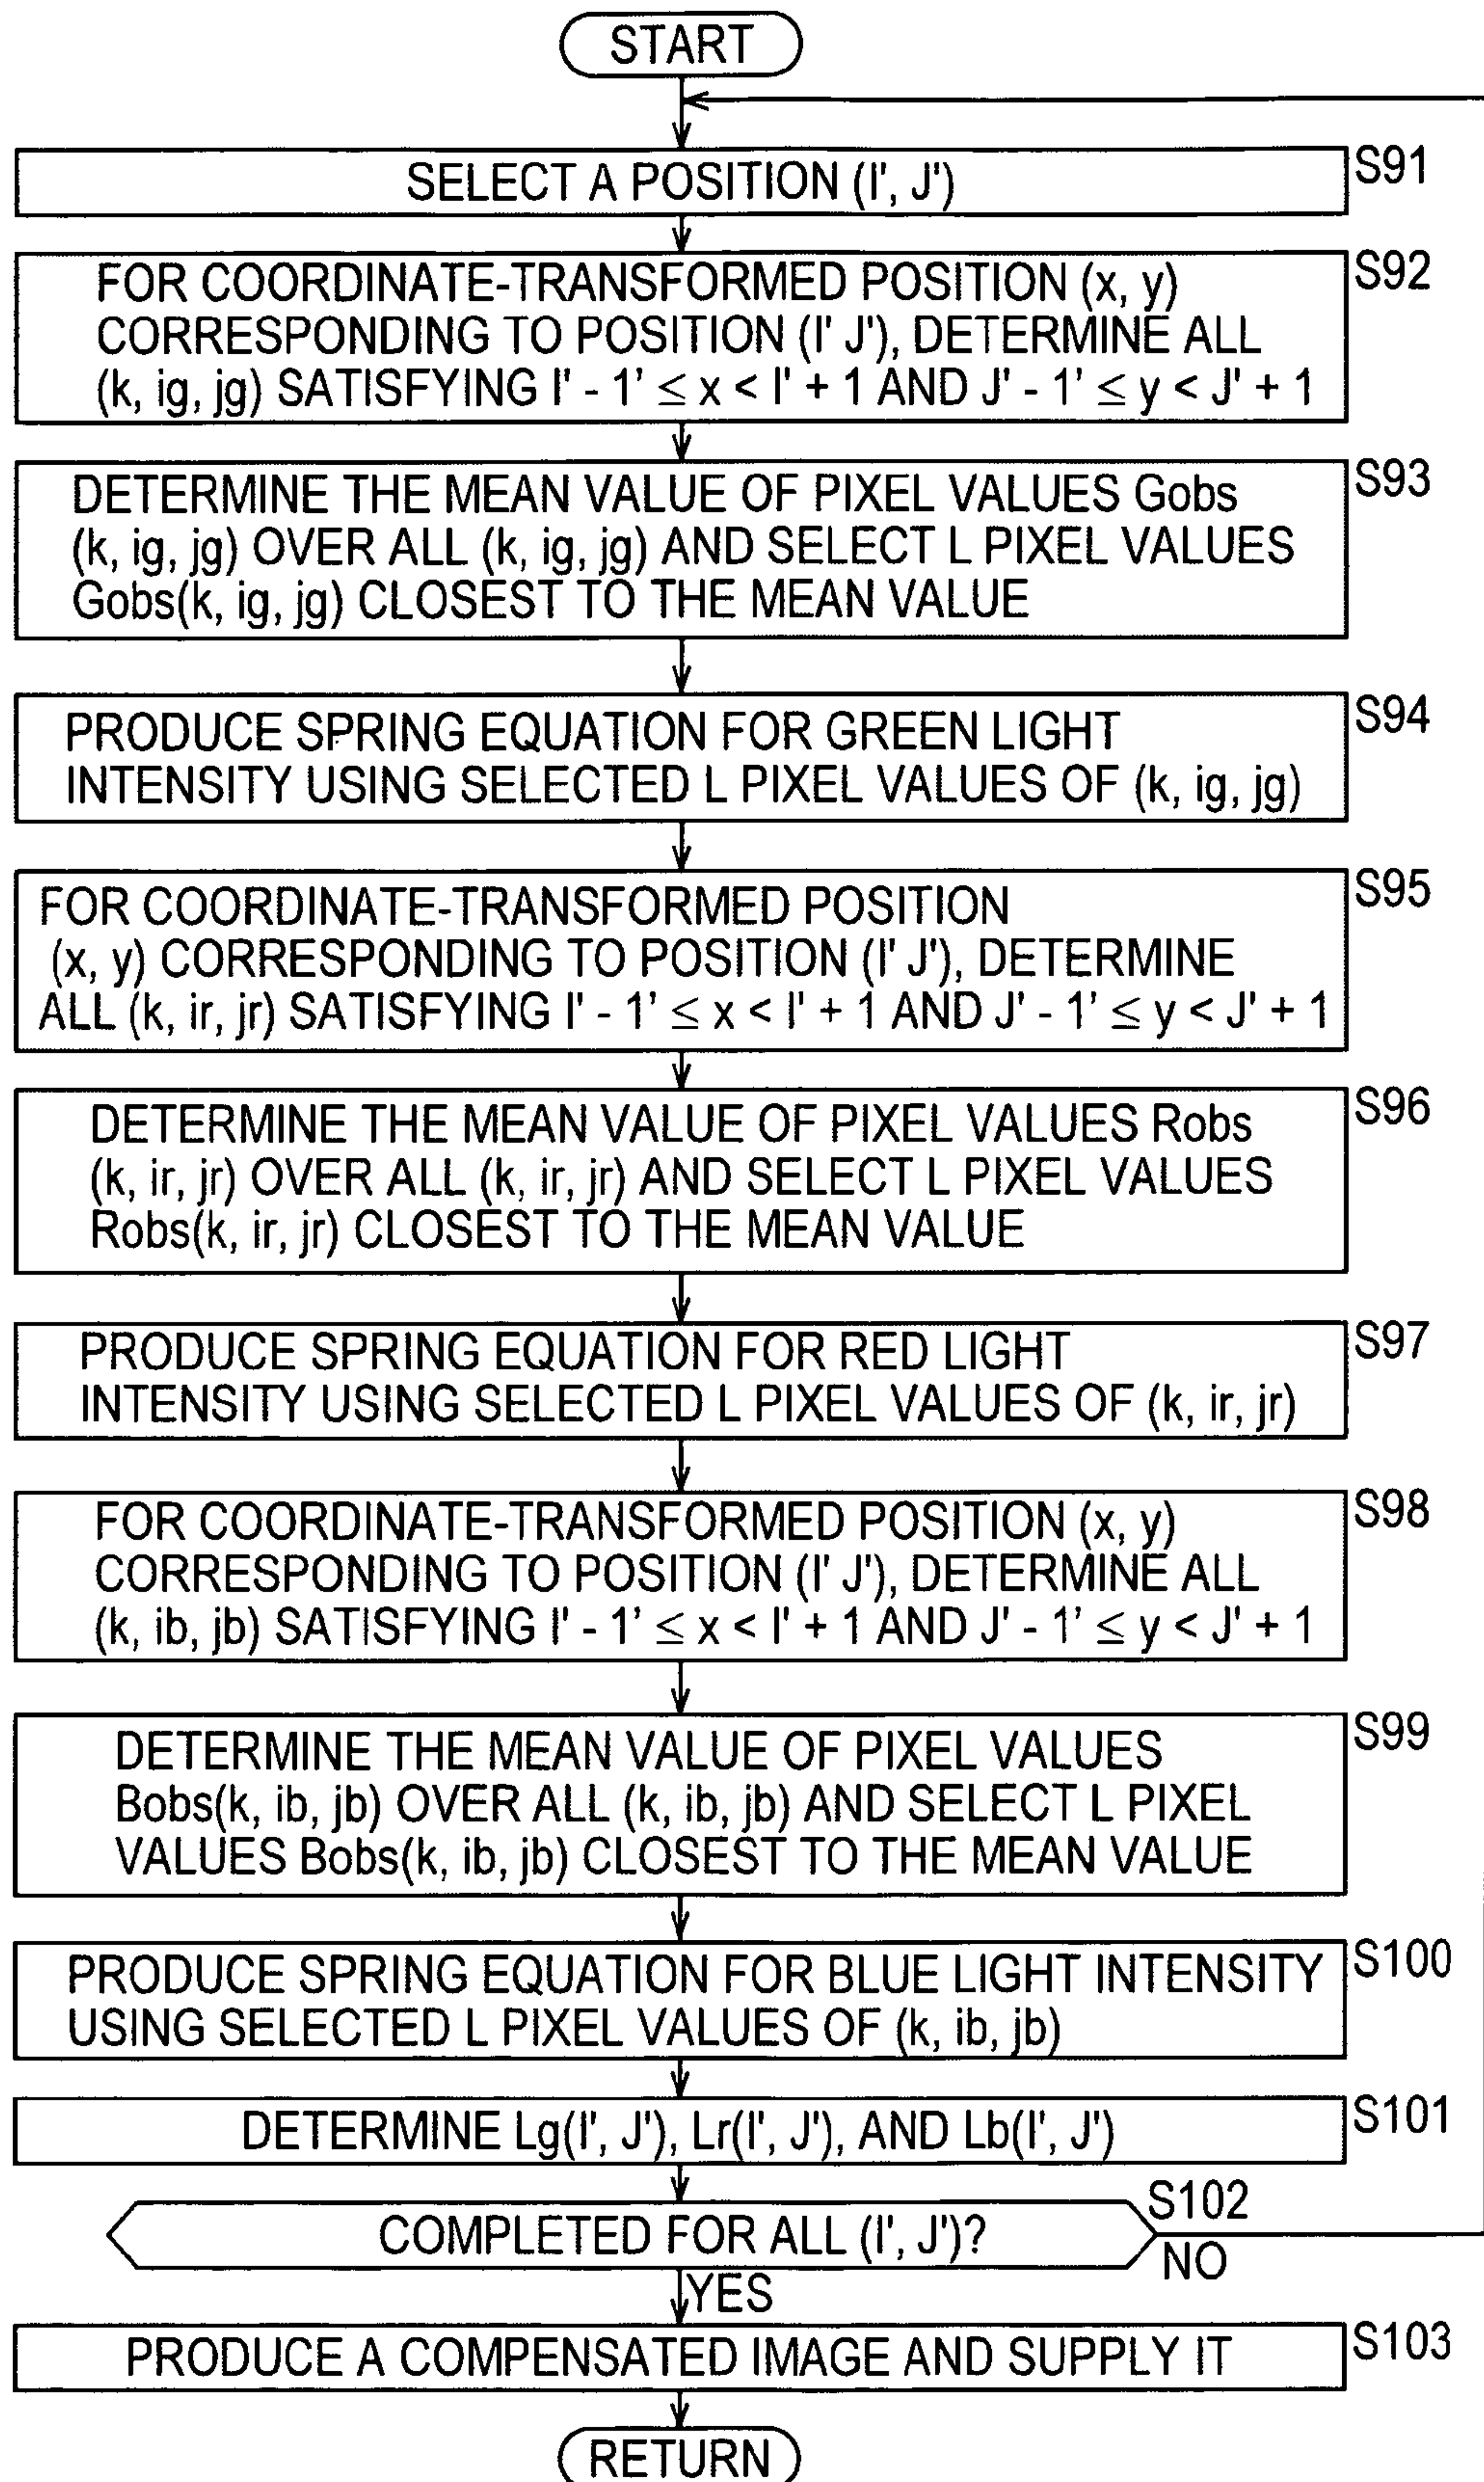 START
SELECT A POSITION (I', J')
S91
FOR COORDINATE-TRANSFORMED POSITION (x, y)
CORRESPONDING TO POSITION (I' J'), DETERMINE ALL
(k, ig, jg) SATISFYING I' - 1' ≤ x < I' + 1 AND J' - 1' ≤ y < J' + 1
S92
DETERMINE THE MEAN VALUE OF PIXEL VALUES Gobs
(k, ig, jg) OVER ALL (k, ig, jg) AND SELECT L PIXEL VALUES
Gobs(k, ig, jg) CLOSEST TO THE MEAN VALUE
S93
PRODUCE SPRING EQUATION FOR GREEN LIGHT
INTENSITY USING SELECTED L PIXEL VALUES OF (k, ig, jg)
S94
FOR COORDINATE-TRANSFORMED POSITION
(x, y) CORRESPONDING TO POSITION (I' J'), DETERMINE
ALL (k, ir, jr) SATISFYING I' - 1' ≤ x < I' + 1 AND J' - 1' ≤ y < J' + 1
S95
DETERMINE THE MEAN VALUE OF PIXEL VALUES Robs
(k, ir, jr) OVER ALL (k, ir, jr) AND SELECT L PIXEL VALUES
Robs(k, ir, jr) CLOSEST TO THE MEAN VALUE
S96
PRODUCE SPRING EQUATION FOR RED LIGHT
INTENSITY USING SELECTED L PIXEL VALUES OF (k, ir, jr)
S97
FOR COORDINATE-TRANSFORMED POSITION (x, y)
CORRESPONDING TO POSITION (I' J'), DETERMINE ALL
(k, ib, jb) SATISFYING I' - 1' ≤ x < I' + 1 AND J' - 1' ≤ y < J' + 1
S98
DETERMINE THE MEAN VALUE OF PIXEL VALUES
Bobs(k, ib, jb) OVER ALL (k, ib, jb) AND SELECT L PIXEL
VALUES Bobs(k, ib, jb) CLOSEST TO THE MEAN VALUE
S99
PRODUCE SPRING EQUATION FOR BLUE LIGHT INTENSITY
USING SELECTED L PIXEL VALUES OF (k, ib, jb)
S100
DETERMINE Lg(I', J'), Lr(I', J'), AND Lb(I', J')
S101
COMPLETED FOR ALL (I', J')?
S102
NO
YES
PRODUCE A COMPENSATED IMAGE AND SUPPLY IT
S103
RETURN